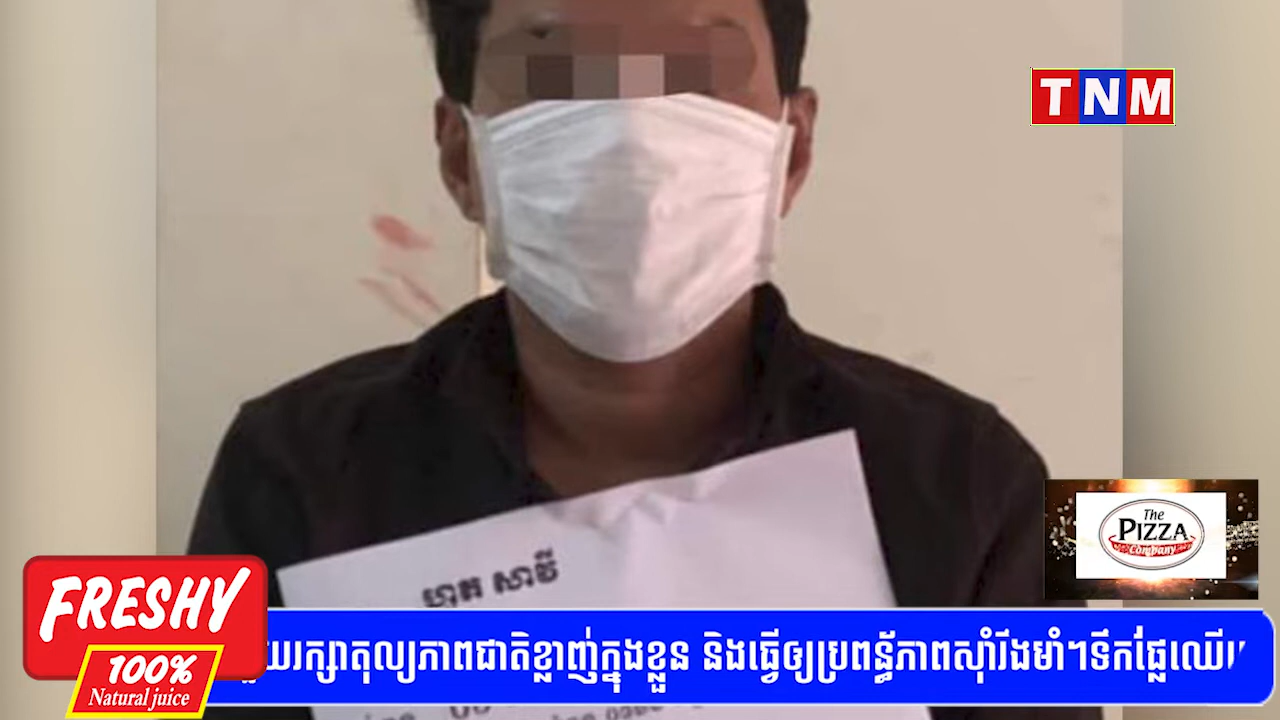 TNM
The
PIZZA
Company
ហុត សាវី
FRESHY
100%
Natural juice
យរក្សាតុល្យភាពជាតិខ្លាញ់ក្នុងខ្លួន និងធ្វើឲ្យប្រពន្ធ័ភាពស៊ាំរឹងមាំ។ទឹកផ្លែឈើ